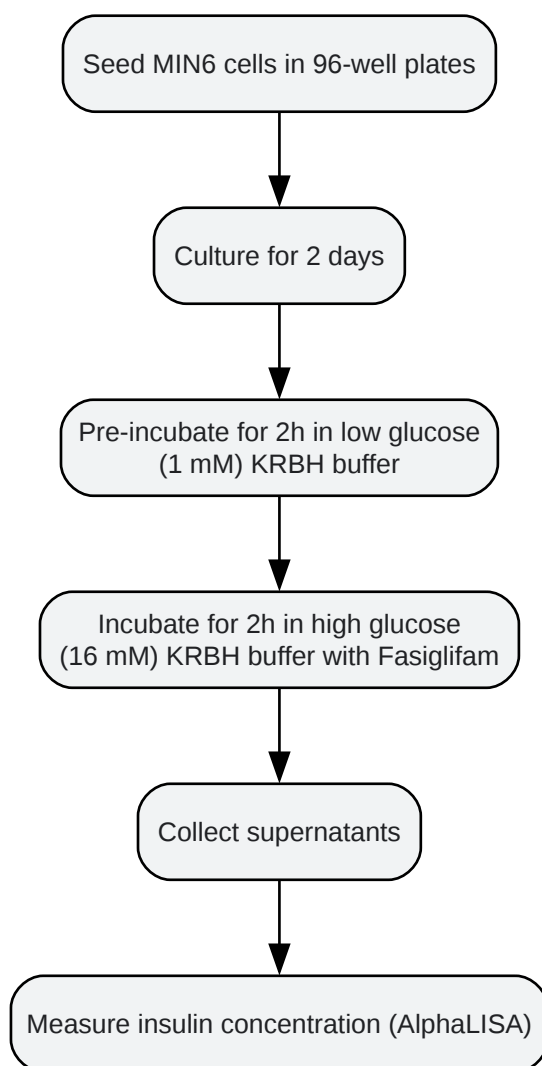 Seed MIN6 cells in 96-well plates
Culture for 2 days
Pre-incubate for 2h in low glucose
(1 mM) KRBH buffer
Incubate for 2h in high glucose
(16 mM) KRBH buffer with Fasiglifam
Collect supernatants
Measure insulin concentration (AlphaLISA)